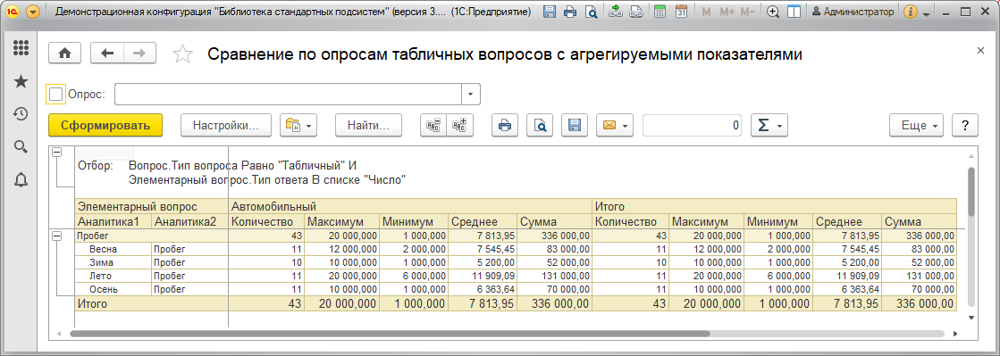 Демонстрационная конфигурация "Библиотека стандартных подсистем" (версия 3.... (1С:Предприятие) M M+ M- Администратор
Сравнение по опросам табличных вопросов с агрегируемыми показателями
Опрос:
Сформировать Настройки... Найти... 0 Σ Еще ?
Отбор: Вопрос.Тип вопроса Равно "Табличный" И
Элементарный вопрос.Тип ответа В списке "Число"
Элементарный вопрос Автомобильный Итого
Аналитика1 Аналитика2 Количество Максимум Минимум Среднее Сумма Количество Максимум Минимум Среднее Сумма
Пробег 43 20 000,000 1 000,000 7 813,95 336 000,00 43 20 000,000 1 000,000 7 813,95 336 000,00
Весна Пробег 11 12 000,000 2 000,000 7 545,45 83 000,00 11 12 000,000 2 000,000 7 545,45 83 000,00
Зима Пробег 10 10 000,000 1 000,000 5 200,00 52 000,00 10 10 000,000 1 000,000 5 200,00 52 000,00
Лето Пробег 11 20 000,000 6 000,000 11 909,09 131 000,00 11 20 000,000 6 000,000 11 909,09 131 000,00
Осень Пробег 11 10 000,000 1 000,000 6 363,64 70 000,00 11 10 000,000 1 000,000 6 363,64 70 000,00
Итого 43 20 000,000 1 000,000 7 813,95 336 000,00 43 20 000,000 1 000,000 7 813,95 336 000,00